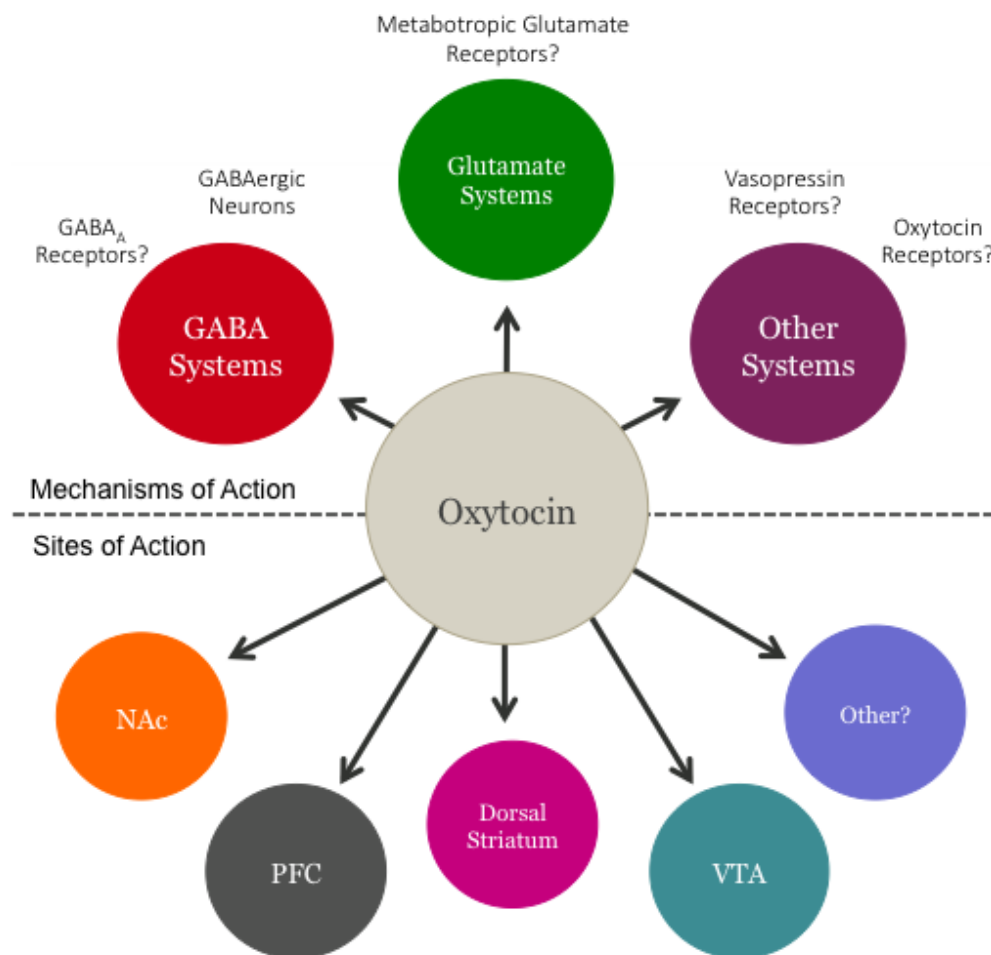 Metabotropic Glutamate
Receptors?
Glutamate
Systems
GABAergic
Neurons
GABA_A
Receptors?
GABA
Systems
Vasopressin
Receptors?
Oxytocin
Receptors?
Other
Systems
Oxytocin
Mechanisms of Action
Sites of Action
NAc
PFC
Dorsal
Striatum
VTA
Other?